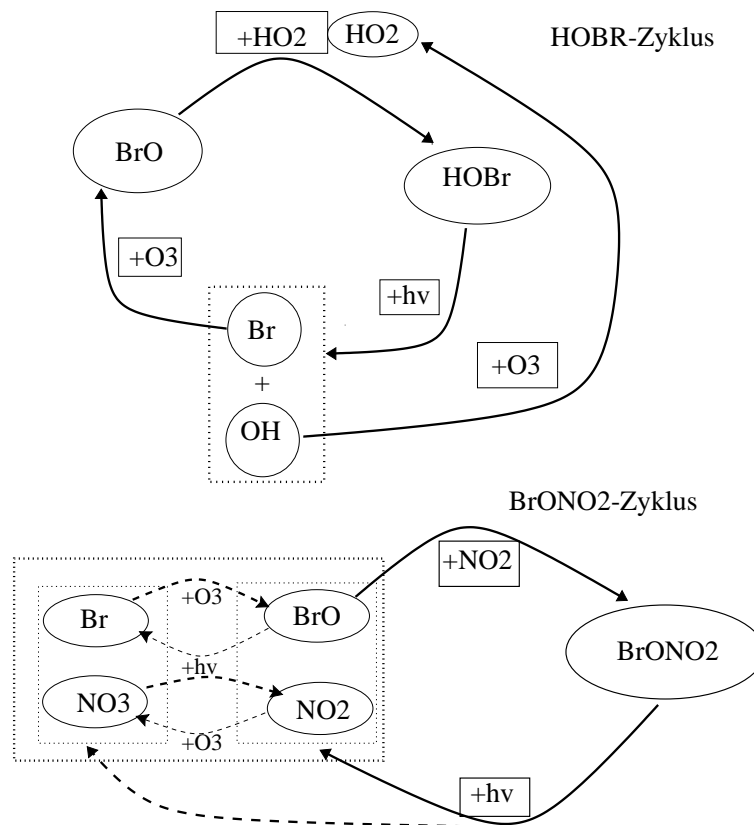 +HO2
HO2
HOBR-Zyklus
BrO
HOBr
+O3
+hv
Br
+
OH
+O3
BrONO2-Zyklus
+NO2
Br
+O3
BrO
+hv
BrONO2
NO3
NO2
+O3
+hv